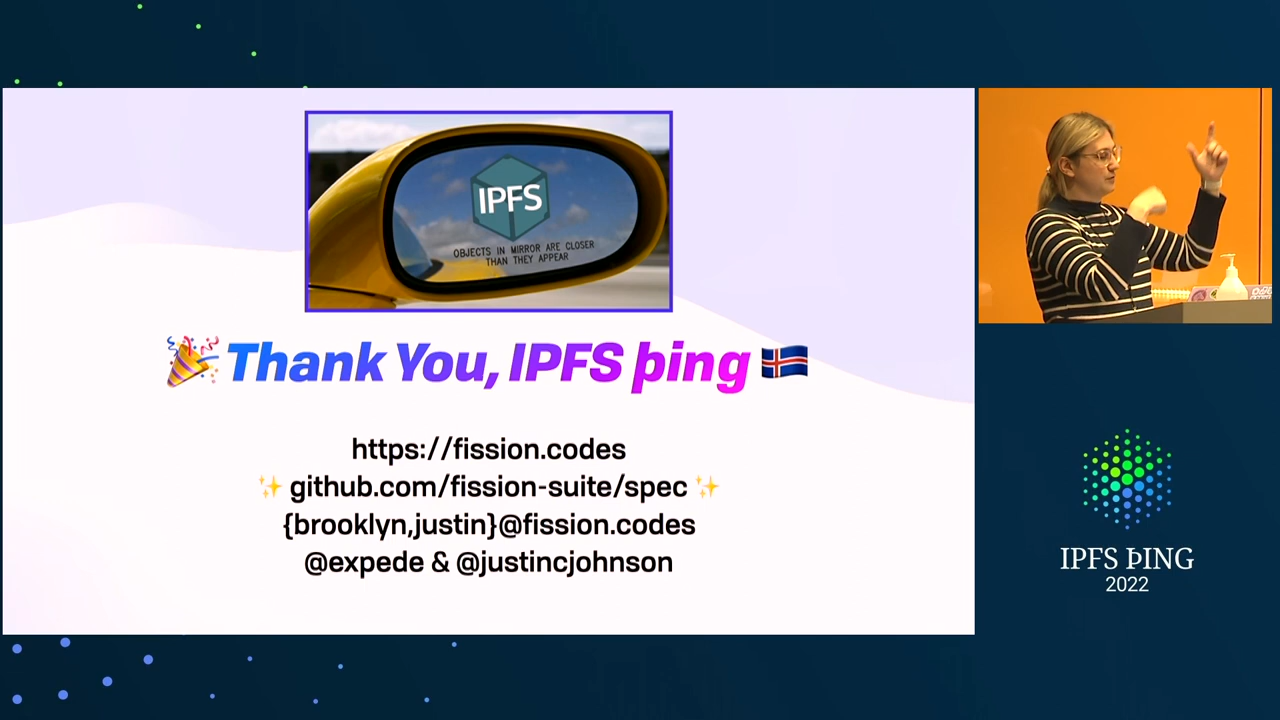 IPFS
OBJECTS IN MIRROR ARE CLOSER
THAN THEY APPEAR
🎉 Thank You, IPFS þing 🇮🇸
https://fission.codes
✨ github.com/fission-suite/spec ✨
{brooklyn,justin}@fission.codes
@expede & @justincjohnson
IPFS ÞING
2022